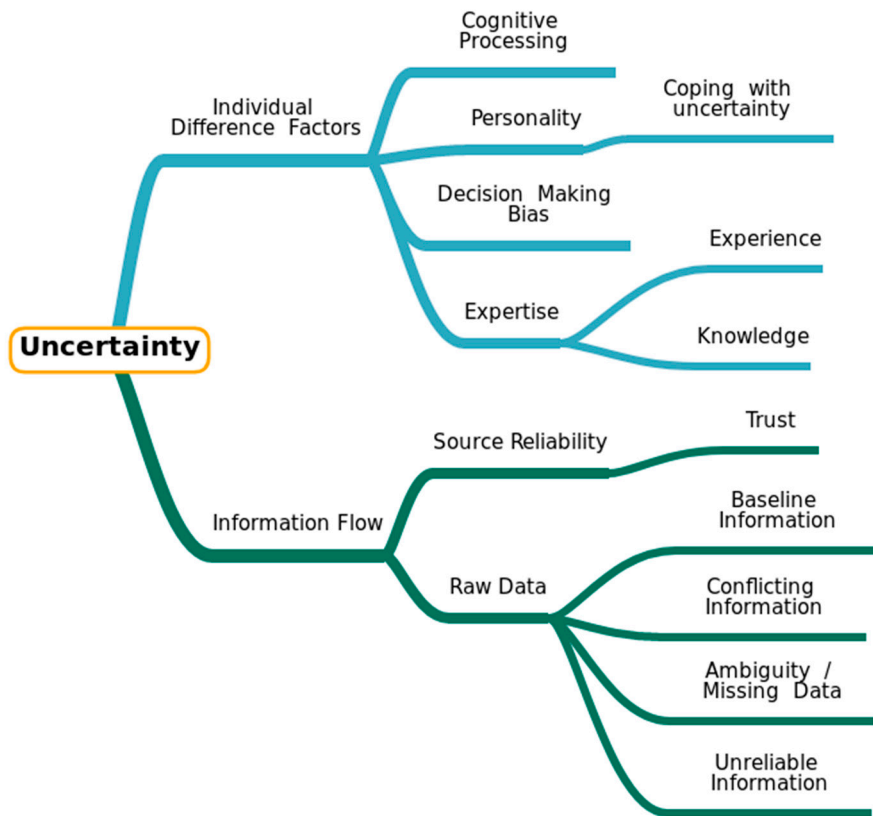 Cognitive
Processing
Individual
Difference Factors
Personality
Coping with
uncertainty
Decision Making
Bias
Expertise
Experience
Knowledge
Uncertainty
Information Flow
Source Reliability
Trust
Raw Data
Baseline
Information
Conflicting
Information
Ambiguity /
Missing Data
Unreliable
Information